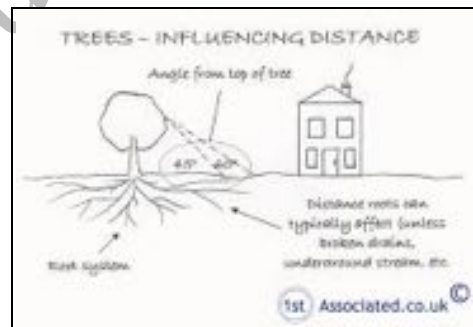 TREES – INFLUENCING DISTANCE
Angle from top of tree
45° 60°
Distance roots can
typically affect (unless
broken drains,
underground stream, etc.
Root system
1st Associated.co.uk ©